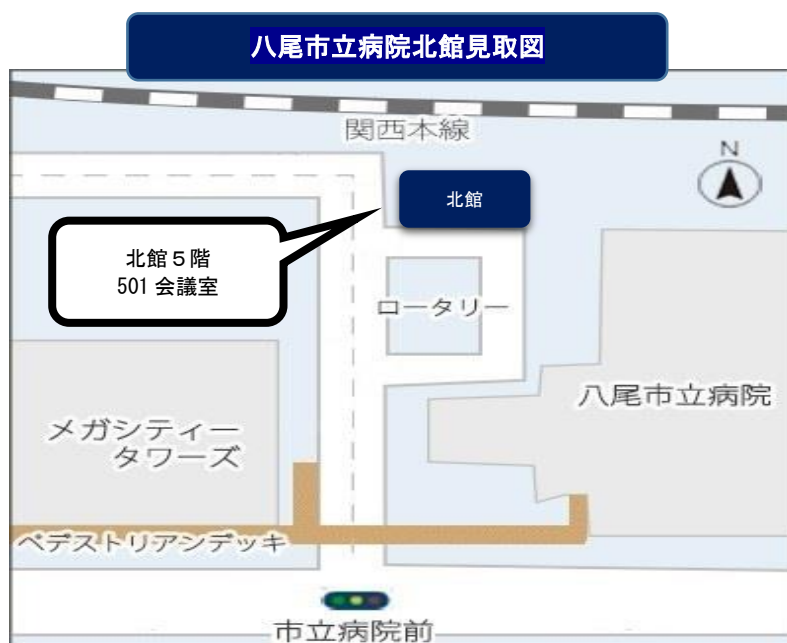 八尾市立病院北館見取図
関西本線
N
北館
北館５階
501 会議室
ロータリー
八尾市立病院
メガシティー
タワーズ
ペデストリアンデッキ
市立病院前